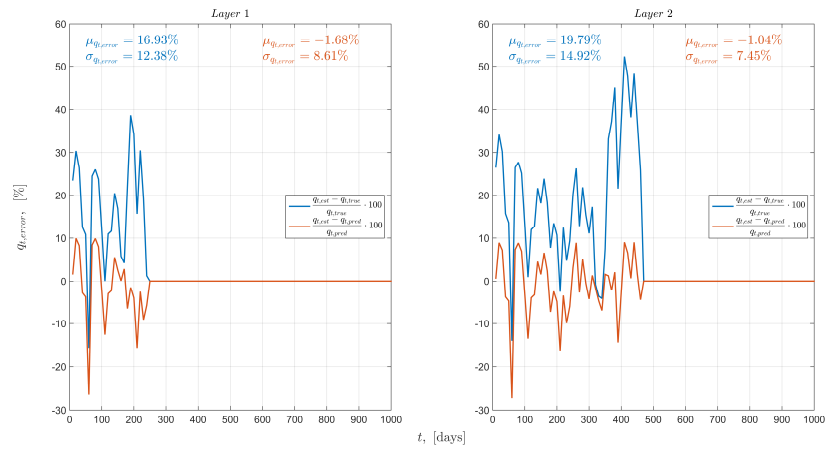 Layer 1
μ_{q_{t,error}} = 16.93%
σ_{q_{t,error}} = 12.38%
μ_{q_{t,error}} = −1.68%
σ_{q_{t,error}} = 8.61%
60
50
40
30
20
10
0
-10
-20
-30
0 100 200 300 400 500 600 700 800 900 1000
q_{t,error}, [%]
\frac{q_{t,est} − q_{t,true}}{q_{t,true}} · 100
\frac{q_{t,est} − q_{t,pred}}{q_{t,pred}} · 100
Layer 2
μ_{q_{t,error}} = 19.79%
σ_{q_{t,error}} = 14.92%
μ_{q_{t,error}} = −1.04%
σ_{q_{t,error}} = 7.45%
60
50
40
30
20
10
0
-10
-20
-30
0 100 200 300 400 500 600 700 800 900 1000
\frac{q_{t,est} − q_{t,true}}{q_{t,true}} · 100
\frac{q_{t,est} − q_{t,pred}}{q_{t,pred}} · 100
t, [days]